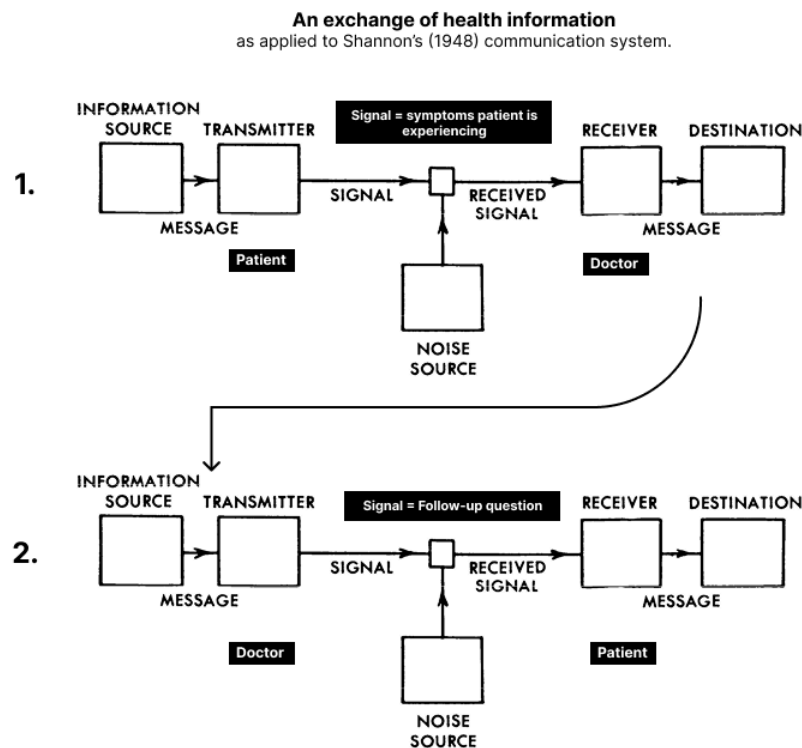 An exchange of health information
as applied to Shannon's (1948) communication system.
1.
INFORMATION
SOURCE
TRANSMITTER
Signal = symptoms patient is
experiencing
RECEIVER
DESTINATION
SIGNAL
RECEIVED
SIGNAL
MESSAGE
MESSAGE
Patient
Doctor
NOISE
SOURCE
2.
INFORMATION
SOURCE
TRANSMITTER
Signal = Follow-up question
RECEIVER
DESTINATION
SIGNAL
RECEIVED
SIGNAL
MESSAGE
MESSAGE
Doctor
Patient
NOISE
SOURCE